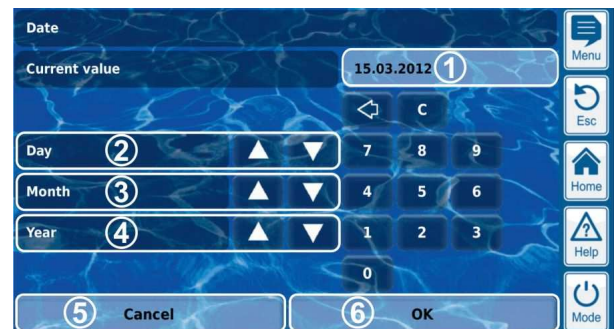 Date
Menu
Current value
15.03.2012 1
C
Esc
Day 2
7 8 9
Month 3
4 5 6
Home
Year 4
1 2 3
Help
0
5 Cancel
6 OK
Mode